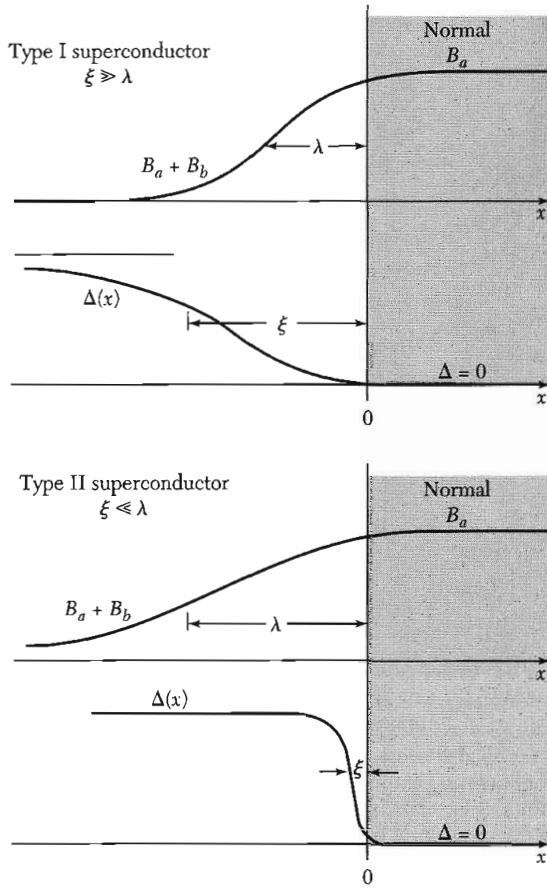 Type I superconductor
ξ ≫ λ
Normal
B_a
B_a + B_b
λ
x
Δ(x)
ξ
Δ = 0
x
0
Type II superconductor
ξ ≪ λ
Normal
B_a
B_a + B_b
λ
x
Δ(x)
ξ
Δ = 0
x
0